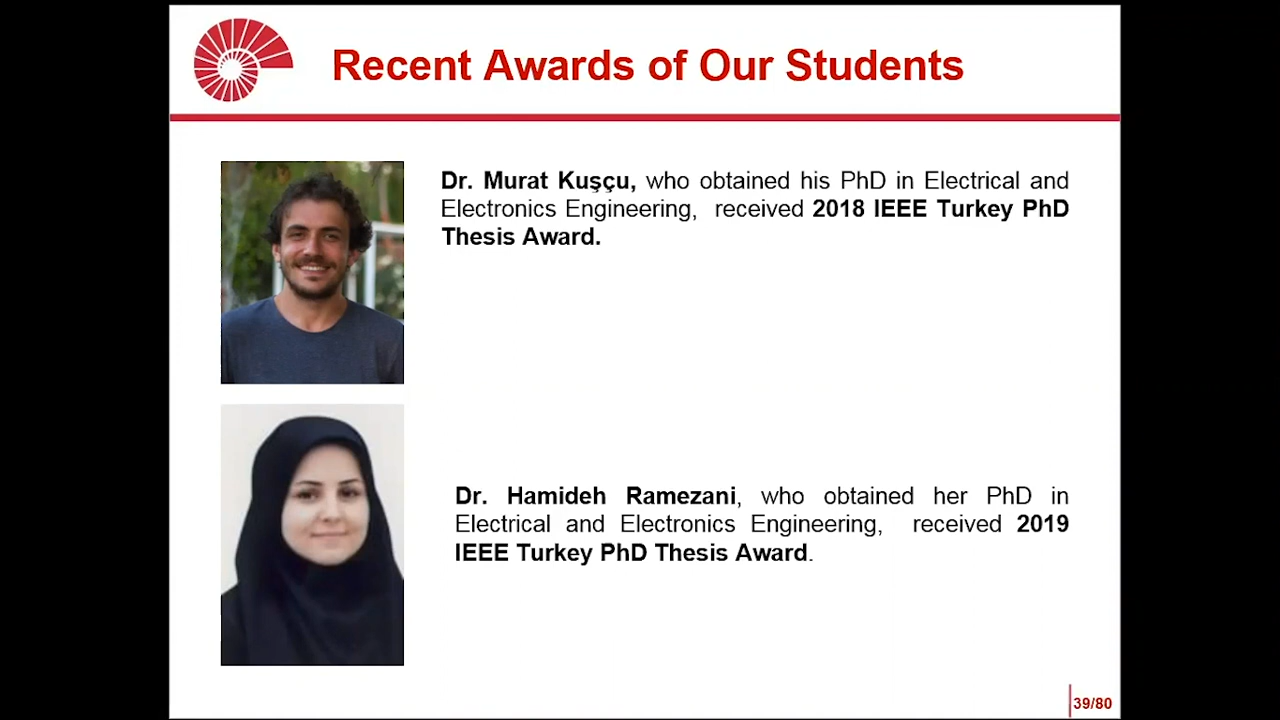 Recent Awards of Our Students
Dr. Murat Kuşçu, who obtained his PhD in Electrical and
Electronics Engineering, received 2018 IEEE Turkey PhD
Thesis Award.
Dr. Hamideh Ramezani, who obtained her PhD in
Electrical and Electronics Engineering, received 2019
IEEE Turkey PhD Thesis Award.
39/80